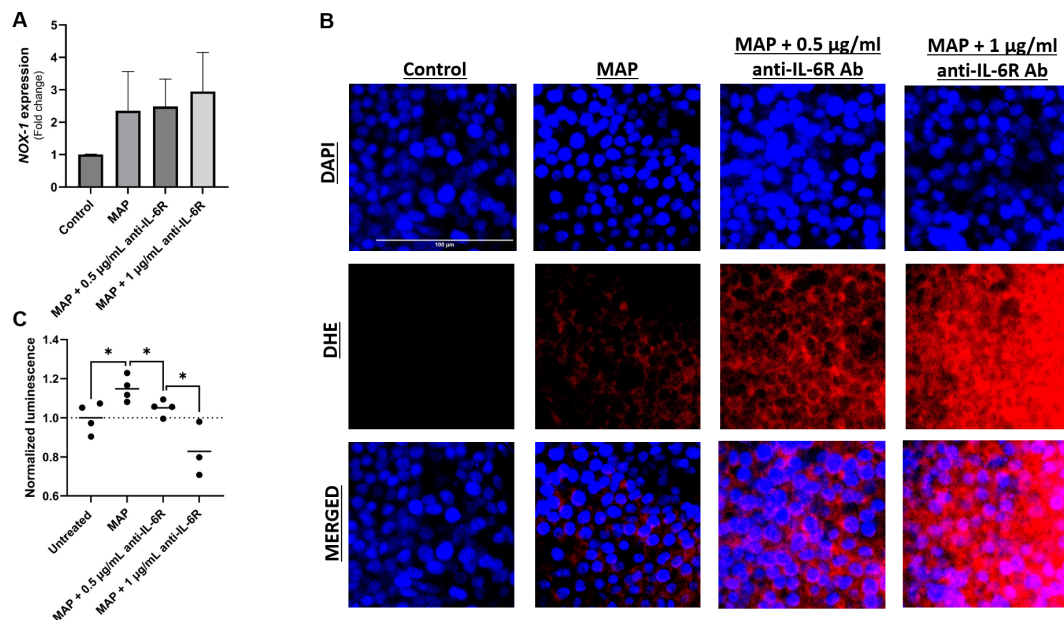 A
NOX-1 expression
(Fold change)
5
4
3
2
1
0
Control
MAP
MAP + 0.5 µg/mL anti-IL-6R
MAP + 1 µg/mL anti-IL-6R
B
Control
MAP
MAP + 0.5 µg/ml
anti-IL-6R Ab
MAP + 1 µg/ml
anti-IL-6R Ab
DAPI
100 µm
DHE
MERGED
C
Normalized luminescence
1.4
1.2
1.0
0.8
0.6
*
*
*
Untreated
MAP
MAP + 0.5 µg/mL anti-IL-6R
MAP + 1 µg/mL anti-IL-6R